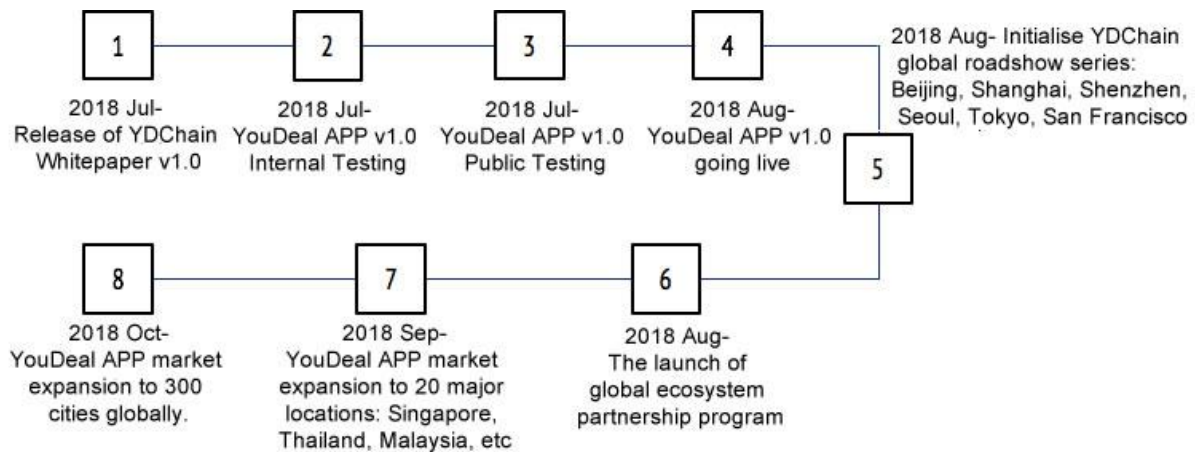 1
2018 Jul-
Release of YDChain
Whitepaper v1.0
2
2018 Jul-
YouDeal APP v1.0
Internal Testing
3
2018 Jul-
YouDeal APP v1.0
Public Testing
4
2018 Aug-
YouDeal APP v1.0
going live
2018 Aug- Initialise YDChain
global roadshow series:
Beijing, Shanghai, Shenzhen,
Seoul, Tokyo, San Francisco
5
6
2018 Aug-
The launch of
global ecosystem
partnership program
7
2018 Sep-
YouDeal APP market
expansion to 20 major
locations: Singapore,
Thailand, Malaysia, etc
8
2018 Oct-
YouDeal APP market
expansion to 300
cities globally.